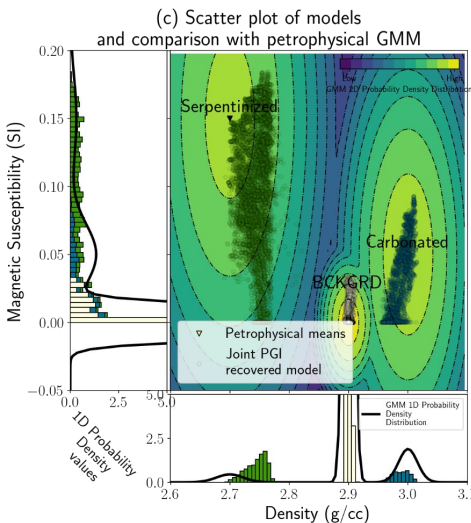 (c) Scatter plot of models
and comparison with petrophysical GMM
0.20
0.15
0.10
0.05
0.00
−0.05
Magnetic Susceptibility (SI)
Low
High
GMM 2D Probability Density Distribution
Serpentinized
Carbonated
BCKGRD
Petrophysical means
Joint PGI
recovered model
0.0
2.5
5.0
1D Probability
Density
values
5.0
2.5
0.0
GMM 1D Probability
Density
Distribution
2.6
2.7
2.8
2.9
3.0
3.1
Density (g/cc)